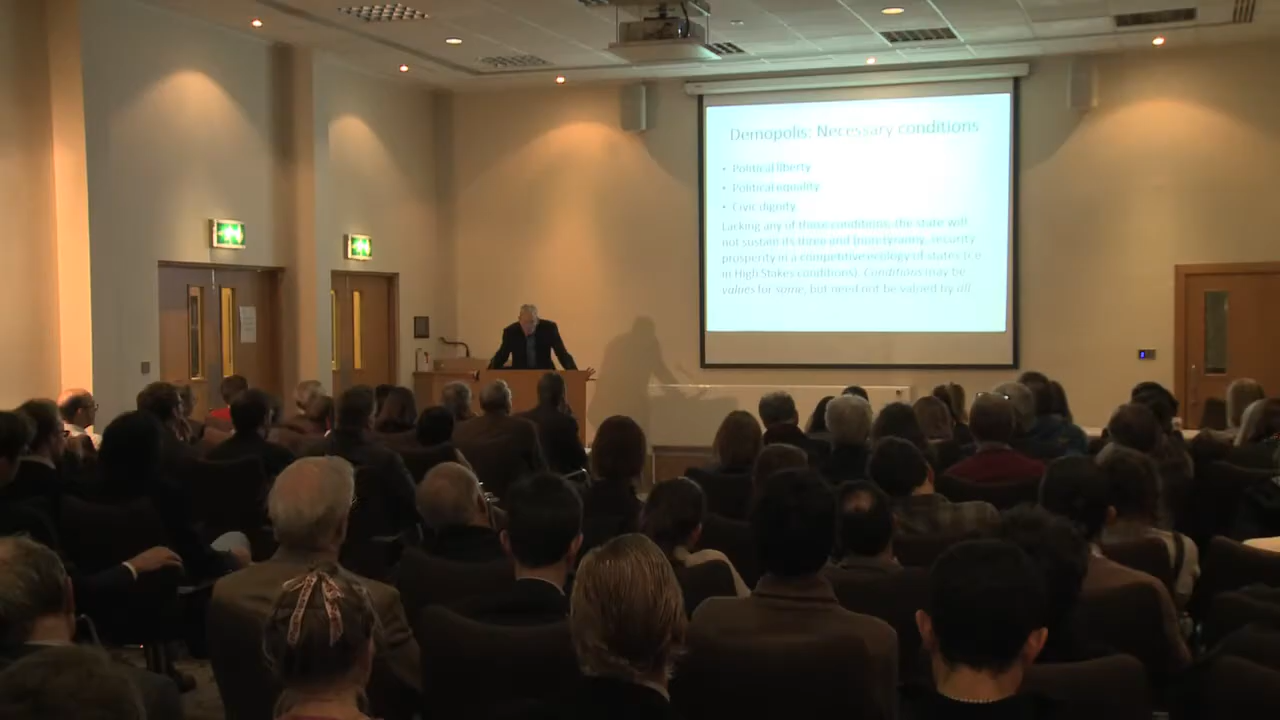 Demopolis: Necessary conditions
• Political liberty
• Political equality
• Civic dignity
Lacking any of those conditions, the state will
not sustain its three end (non-tyranny, security
prosperity in a competitive ecology of states (i.e.
in High Stakes conditions). Conditions may be
values for some, but need not be valued by all